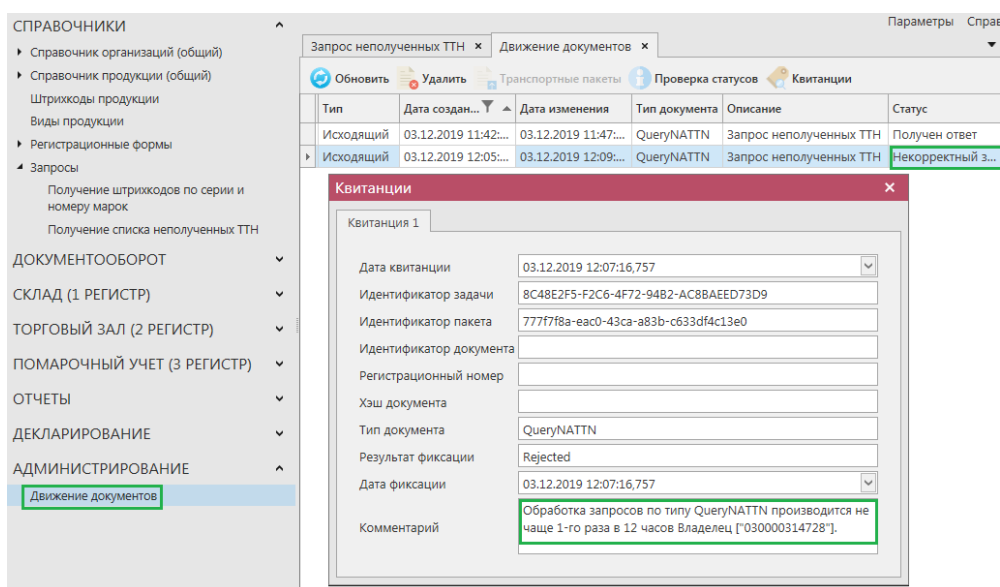 СПРАВОЧНИКИ
Справочник организаций (общий)
Справочник продукции (общий)
Штрихкоды продукции
Виды продукции
Регистрационные формы
Запросы
Получение штрихкодов по серии и
номеру марок
Получение списка неполученных ТТН
ДОКУМЕНТООБОРОТ
СКЛАД (1 РЕГИСТР)
ТОРГОВЫЙ ЗАЛ (2 РЕГИСТР)
ПОМАРОЧНЫЙ УЧЕТ (3 РЕГИСТР)
ОТЧЕТЫ
ДЕКЛАРИРОВАНИЕ
АДМИНИСТРИРОВАНИЕ
Движение документов
Параметры Справ
Запрос неполученных ТТН × Движение документов ×
Обновить Удалить Транспортные пакеты Проверка статусов Квитанции
Тип Дата создан... Дата изменения Тип документа Описание Статус
Исходящий 03.12.2019 11:42:... 03.12.2019 11:47:... QueryNATTN Запрос неполученных ТТН Получен ответ
Исходящий 03.12.2019 12:05:... 03.12.2019 12:09:... QueryNATTN Запрос неполученных ТТН Некорректный з...
Квитанции ×
Квитанция 1
Дата квитанции 03.12.2019 12:07:16,757
Идентификатор задачи 8C48E2F5-F2C6-4F72-94B2-AC8BAEED73D9
Идентификатор пакета 777f7f8a-eac0-43ca-a83b-c633df4c13e0
Идентификатор документа
Регистрационный номер
Хэш документа
Тип документа QueryNATTN
Результат фиксации Rejected
Дата фиксации 03.12.2019 12:07:16,757
Комментарий Обработка запросов по типу QueryNATTN производится не
чаще 1-го раза в 12 часов Владелец ["030000314728"].